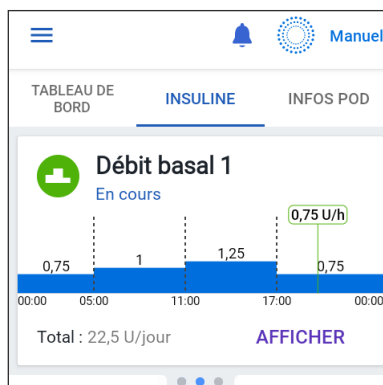 Manuel
TABLEAU DE
BORD
INSULINE
INFOS POD
Débit basal 1
En cours
0,75 U/h
0,75
1
1,25
0,75
00:00
05:00
11:00
17:00
00:00
Total : 22,5 U/jour
AFFICHER